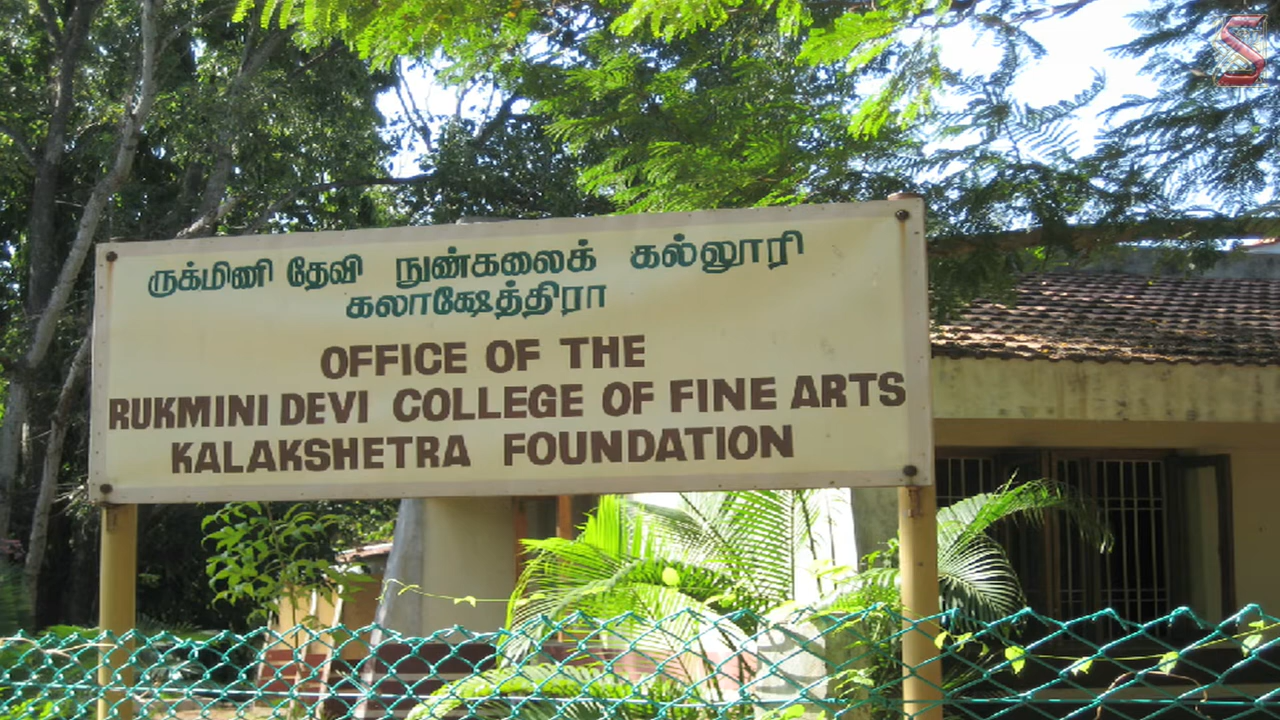 ருக்மிணி தேவி நுண்கலைக் கல்லூரி
கலாக்ஷேத்திரா
OFFICE OF THE
RUKMINI DEVI COLLEGE OF FINE ARTS
KALAKSHETRA FOUNDATION
S